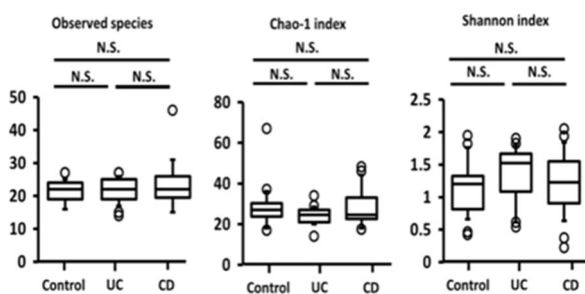 Observed species
N.S.
N.S. N.S.
50
40
30
20
10
0
Control UC CD
Chao-1 index
N.S.
N.S. N.S.
80
60
40
20
0
Control UC CD
Shannon index
N.S.
N.S. N.S.
2.5
2
1.5
1
0.5
0
Control UC CD